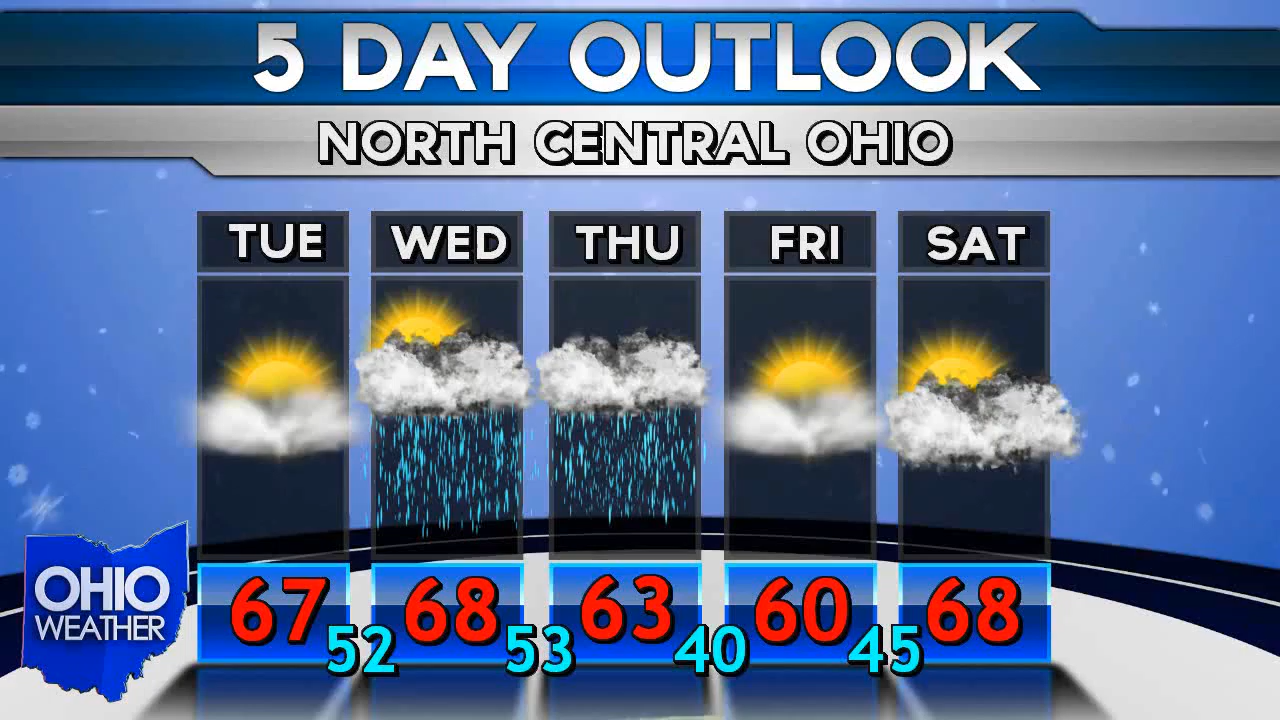 5 DAY OUTLOOK
NORTH CENTRAL OHIO
TUE WED THU FRI SAT
67 68 63 60 68
52 53 40 45
OHIO
WEATHER